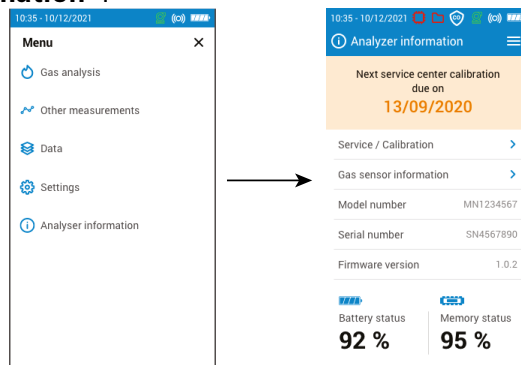 nation"
10:35 - 10/12/2021
Menu
Gas analysis
Other measurements
Data
Settings
Analyser information
10:35 - 10/12/2021
CO
Analyzer information
Next service center calibration
due on
13/09/2020
Service / Calibration
Gas sensor information
Model number MN1234567
Serial number SN4567890
Firmware version 1.0.2
Battery status
92 %
Memory status
95 %